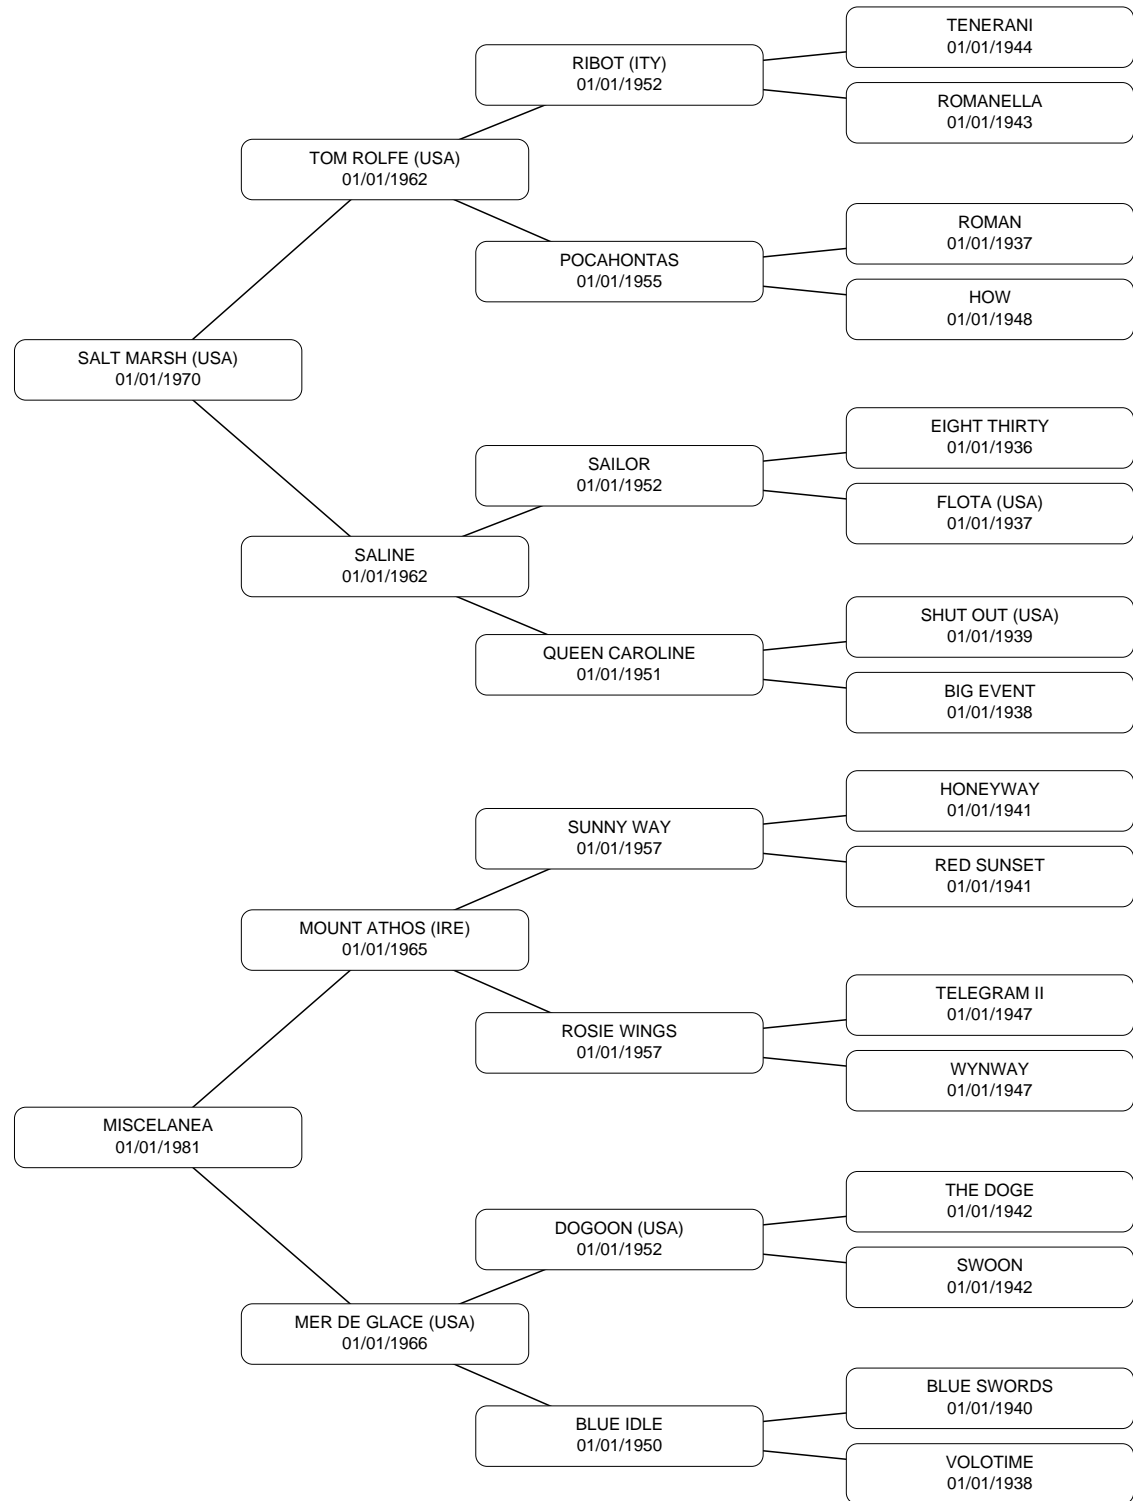 TENERANI
01/01/1944
RIBOT (ITY)
01/01/1952
ROMANELLA
01/01/1943
TOM ROLFE (USA)
01/01/1962
ROMAN
01/01/1937
POCAHONTAS
01/01/1955
HOW
01/01/1948
SALT MARSH (USA)
01/01/1970
EIGHT THIRTY
01/01/1936
SAILOR
01/01/1952
FLOTA (USA)
01/01/1937
SALINE
01/01/1962
SHUT OUT (USA)
01/01/1939
QUEEN CAROLINE
01/01/1951
BIG EVENT
01/01/1938
HONEYWAY
01/01/1941
SUNNY WAY
01/01/1957
RED SUNSET
01/01/1941
MOUNT ATHOS (IRE)
01/01/1965
TELEGRAM II
01/01/1947
ROSIE WINGS
01/01/1957
WYNWAY
01/01/1947
MISCELANEA
01/01/1981
THE DOGE
01/01/1942
DOGOON (USA)
01/01/1952
SWOON
01/01/1942
MER DE GLACE (USA)
01/01/1966
BLUE SWORDS
01/01/1940
BLUE IDLE
01/01/1950
VOLOTIME
01/01/1938